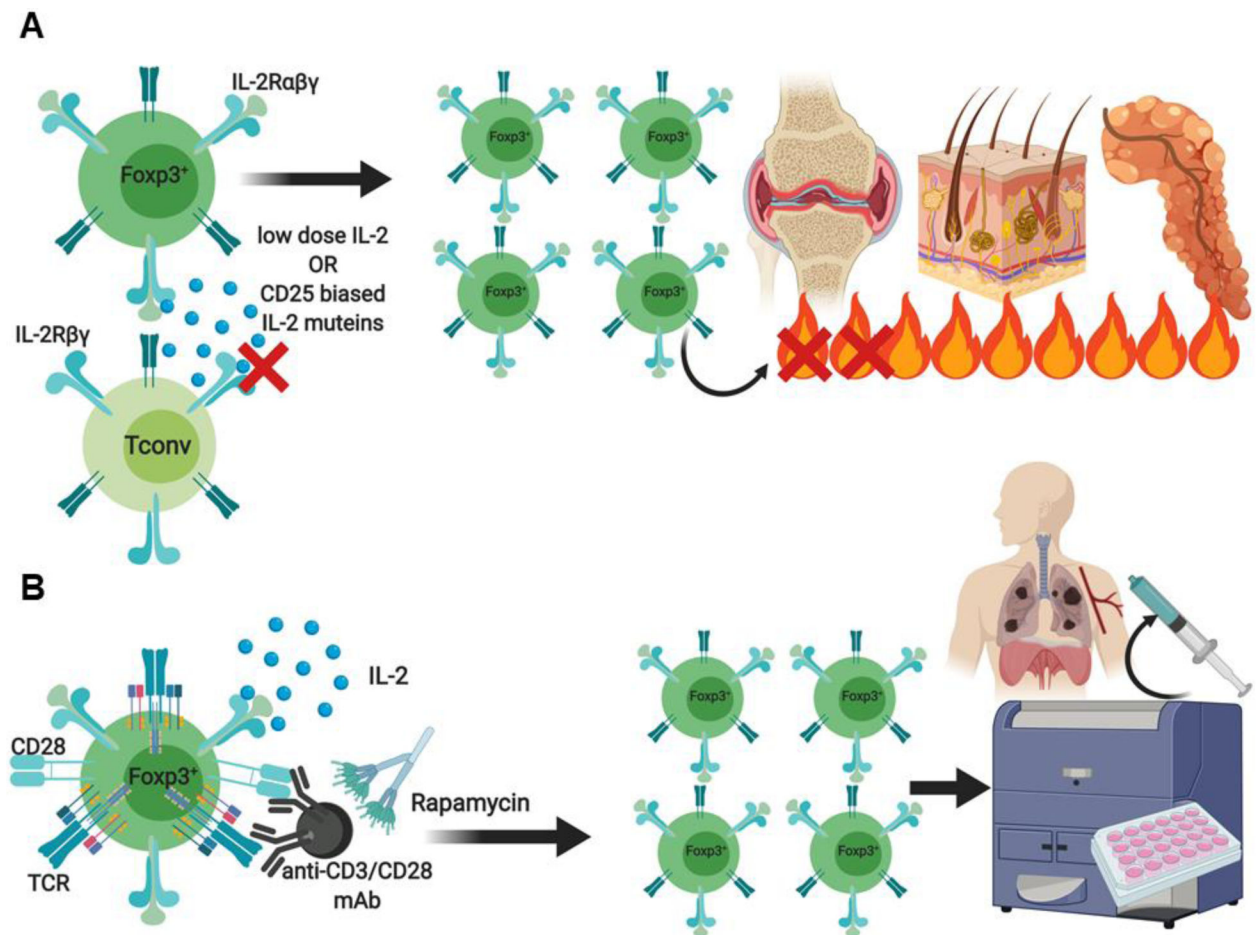 A
IL-2Rαβγ
Foxp3⁺
low dose IL-2
OR
CD25 biased
IL-2 muteins
IL-2Rβγ
Tconv
Foxp3⁺
Foxp3⁺
Foxp3⁺
Foxp3⁺
B
IL-2
CD28
Foxp3⁺
TCR
Rapamycin
anti-CD3/CD28
mAb
Foxp3⁺
Foxp3⁺
Foxp3⁺
Foxp3⁺